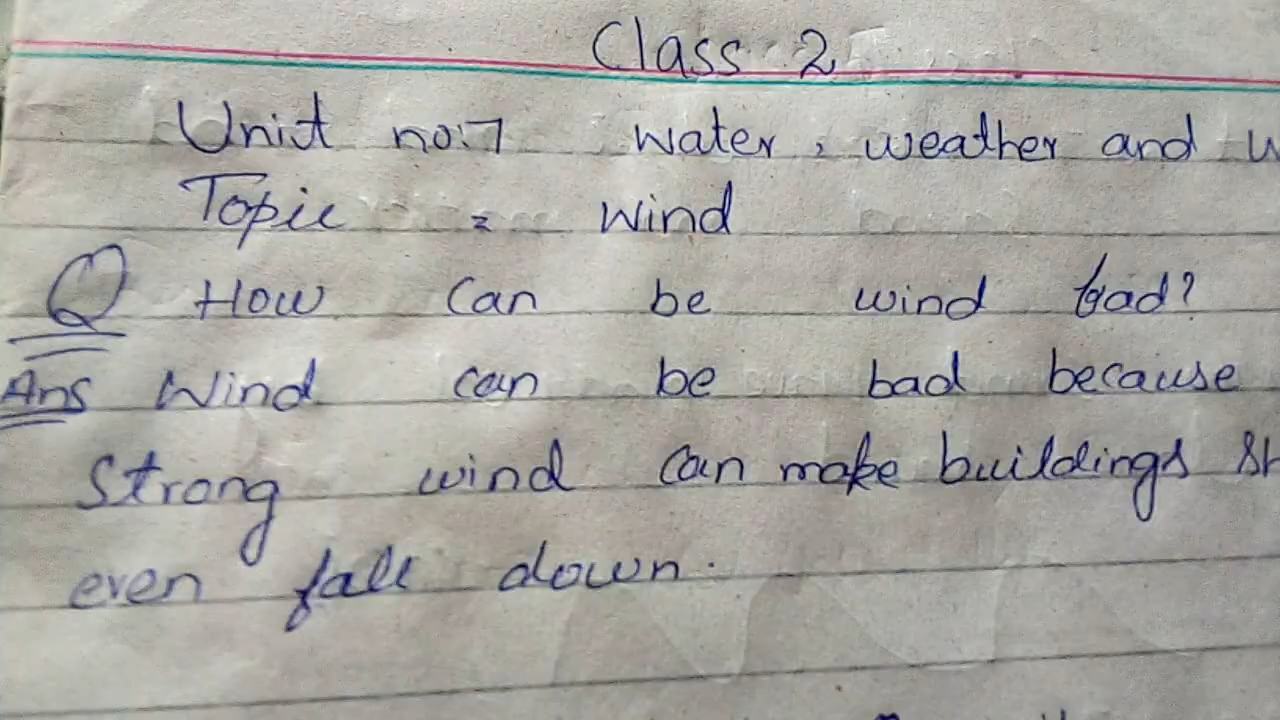 Class 2
Unit no:7 water, weather and
Topic = wind
Q How can be wind bad?
Ans Wind can be bad because
Strong wind can make buildings
even fall down.